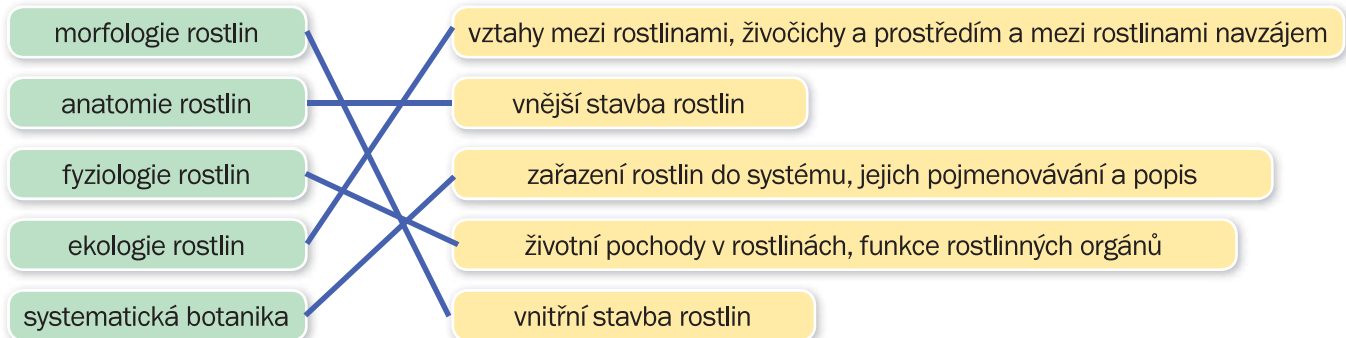 morfologie rostlin
vztahy mezi rostlinami, živočichy a prostředím a mezi rostlinami navzájem
anatomie rostlin
vnější stavba rostlin
fyziologie rostlin
zařazení rostlin do systému, jejich pojmenovávání a popis
ekologie rostlin
životní pochody v rostlinách, funkce rostlinných orgánů
systematická botanika
vnitřní stavba rostlin